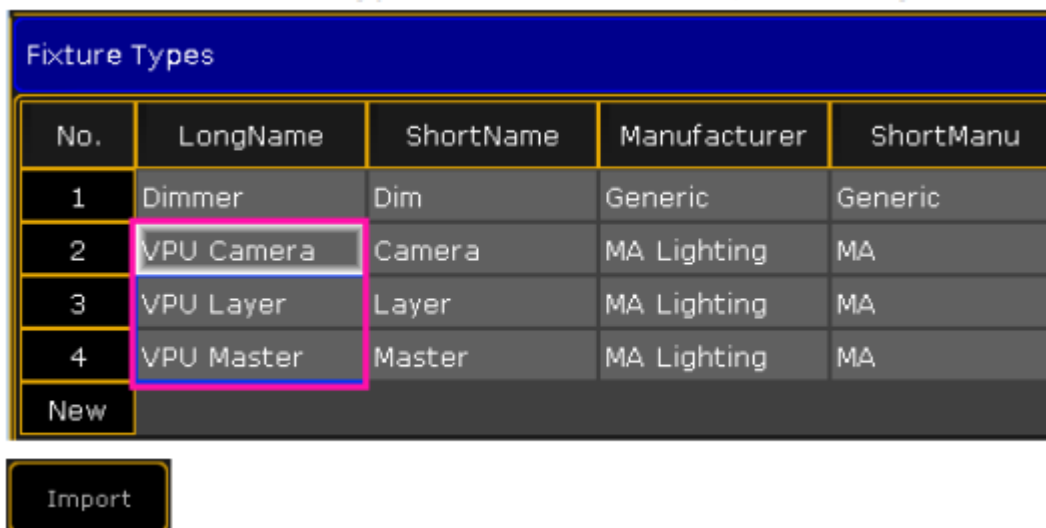 Fixture Types
No. LongName ShortName Manufacturer ShortManu
1 Dimmer Dim Generic Generic
2 VPU Camera Camera MA Lighting MA
3 VPU Layer Layer MA Lighting MA
4 VPU Master Master MA Lighting MA
New
Import